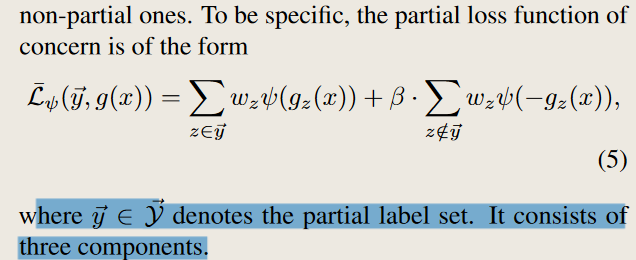 non-partial ones. To be specific, the partial loss function of
concern is of the form
$\bar{\mathcal{L}}_{\psi}(\vec{y}, g(x)) = \sum_{z \in \vec{y}} w_z \psi(g_z(x)) + \beta \cdot \sum_{z \notin \vec{y}} w_z \psi(-g_z(x)),$
(5)
where $\vec{y} \in \vec{\mathcal{Y}}$ denotes the partial label set. It consists of
three components.